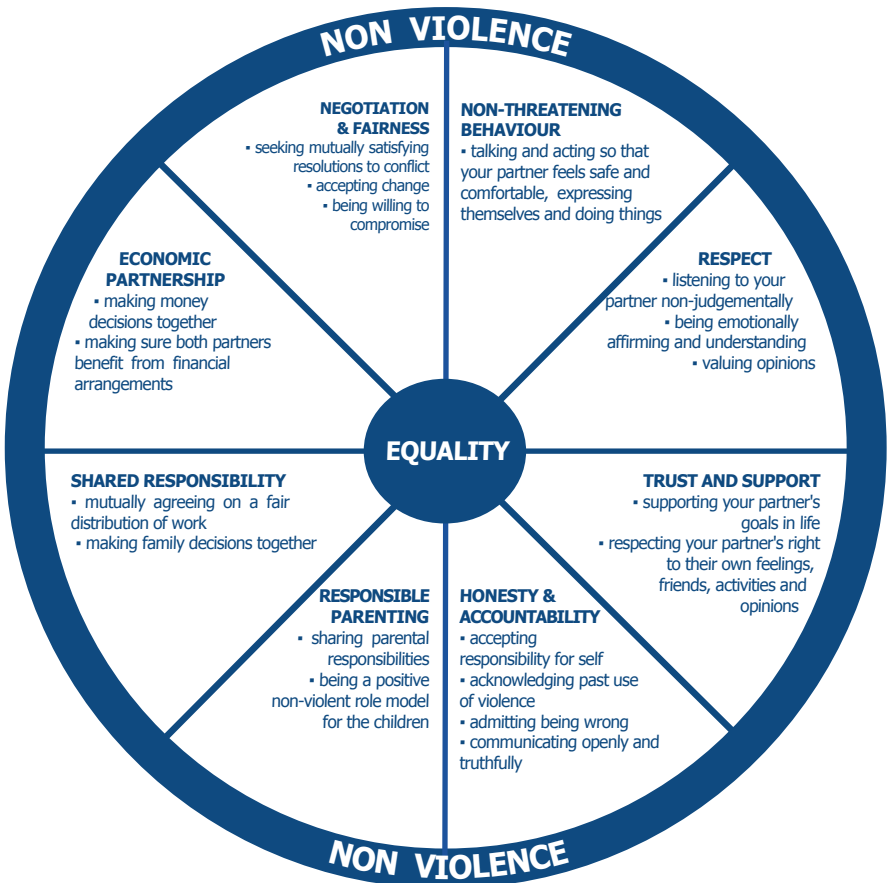 NON VIOLENCE
NEGOTIATION
& FAIRNESS
▪ seeking mutually satisfying
resolutions to conflict
▪ accepting change
▪ being willing to
compromise
NON-THREATENING
BEHAVIOUR
▪ talking and acting so that
your partner feels safe and
comfortable, expressing
themselves and doing things
RESPECT
▪ listening to your
partner non-judgementally
▪ being emotionally
affirming and understanding
▪ valuing opinions
TRUST AND SUPPORT
▪ supporting your partner's
goals in life
▪ respecting your partner's right
to their own feelings,
friends, activities and
opinions
HONESTY &
ACCOUNTABILITY
▪ accepting
responsibility for self
▪ acknowledging past use
of violence
▪ admitting being wrong
▪ communicating openly and
truthfully
RESPONSIBLE
PARENTING
▪ sharing parental
responsibilities
▪ being a positive
non-violent role model
for the children
SHARED RESPONSIBILITY
▪ mutually agreeing on a fair
distribution of work
▪ making family decisions together
ECONOMIC
PARTNERSHIP
▪ making money
decisions together
▪ making sure both partners
benefit from financial
arrangements
EQUALITY
NON VIOLENCE